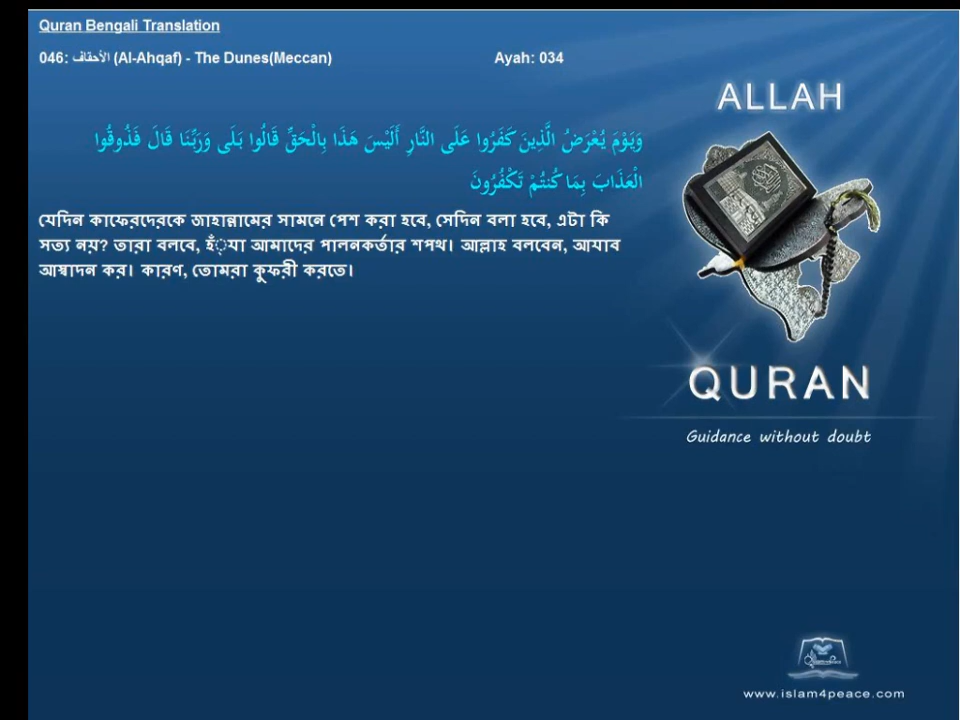 Quran Bengali Translation
046: الأحقاف (Al-Ahqaf) - The Dunes(Meccan) Ayah: 034
ALLAH
وَيَوْمَ يُعْرَضُ الَّذِينَ كَفَرُوا عَلَى النَّارِ أَلَيْسَ هَذَا بِالْحَقِّ قَالُوا بَلَى وَرَبِّنَا قَالَ فَذُوقُوا
الْعَذَابَ بِمَا كُنتُمْ تَكْفُرُونَ
যেদিন কাফেরদেরকে জাহান্নামের সামনে পেশ করা হবে, সেদিন বলা হবে, এটা কি
সত্য নয়? তারা বলবে, হঁ্যা আমাদের পালনকর্তার শপথ। আল্লাহ বলবেন, আযাব
আস্বাদন কর। কারণ, তোমরা কুফরী করতে।
QURAN
Guidance without doubt
www.islam4peace.com